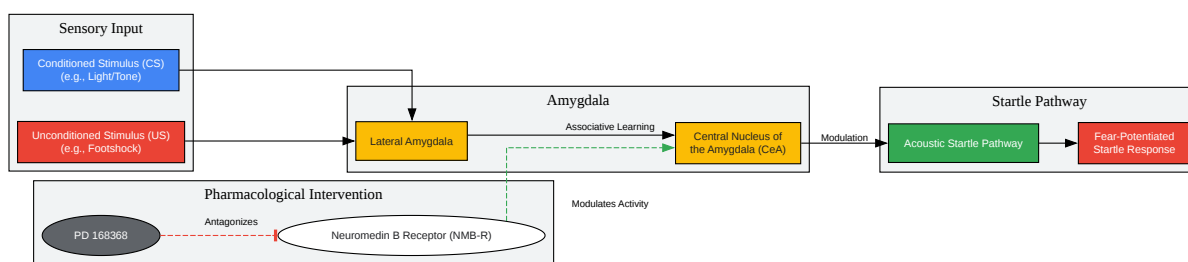 Sensory Input
Conditioned Stimulus (CS)
(e.g., Light/Tone)
Unconditioned Stimulus (US)
(e.g., Footshock)
Amygdala
Lateral Amygdala
Associative Learning
Central Nucleus of
the Amygdala (CeA)
Modulation
Startle Pathway
Acoustic Startle Pathway
Fear-Potentiated
Startle Response
Pharmacological Intervention
PD 168368
Antagonizes
Neuromedin B Receptor (NMB-R)
Modulates Activity